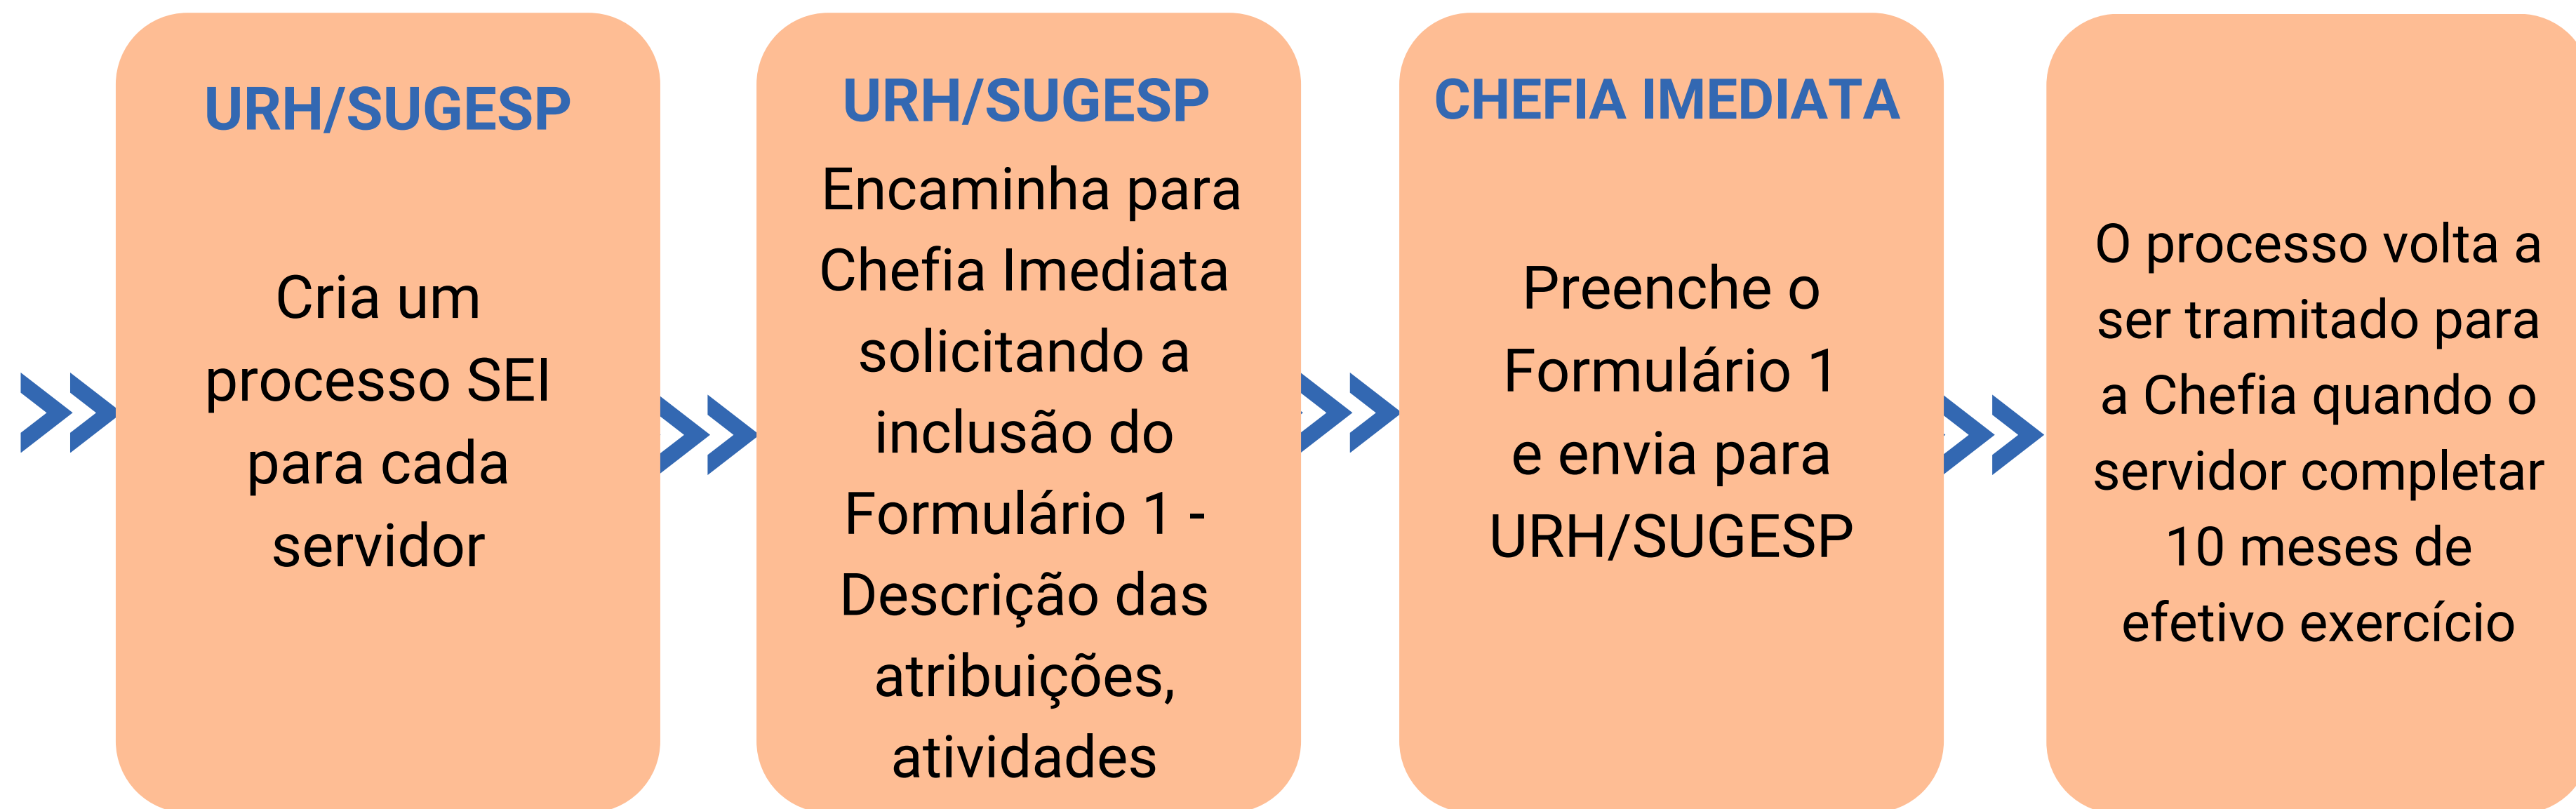 URH/SUGESP
Cria um
processo SEI
para cada
servidor
URH/SUGESP
Encaminha para
Chefia Imediata
solicitando a
inclusão do
Formulário 1 -
Descrição das
atribuições,
atividades
CHEFIA IMEDIATA
Preenche o
Formulário 1
e envia para
URH/SUGESP
O processo volta a
ser tramitado para
a Chefia quando o
servidor completar
10 meses de
efetivo exercício